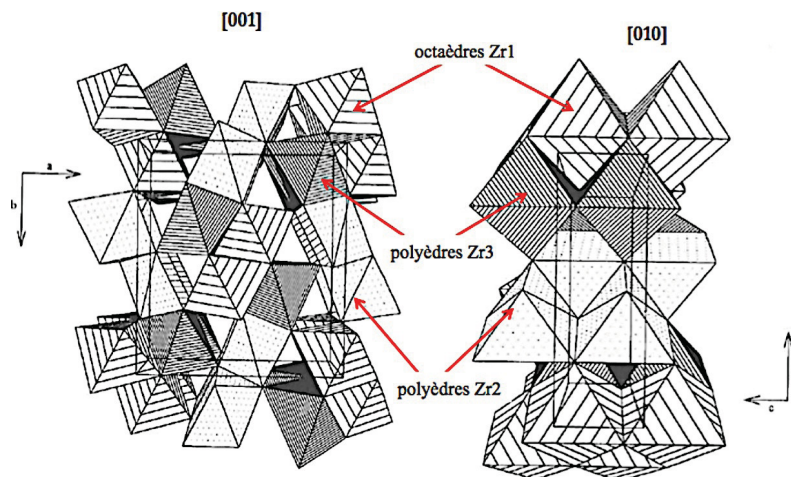 [001]
[010]
octaèdres Zr1
a
b
polyèdres Zr3
polyèdres Zr2
c